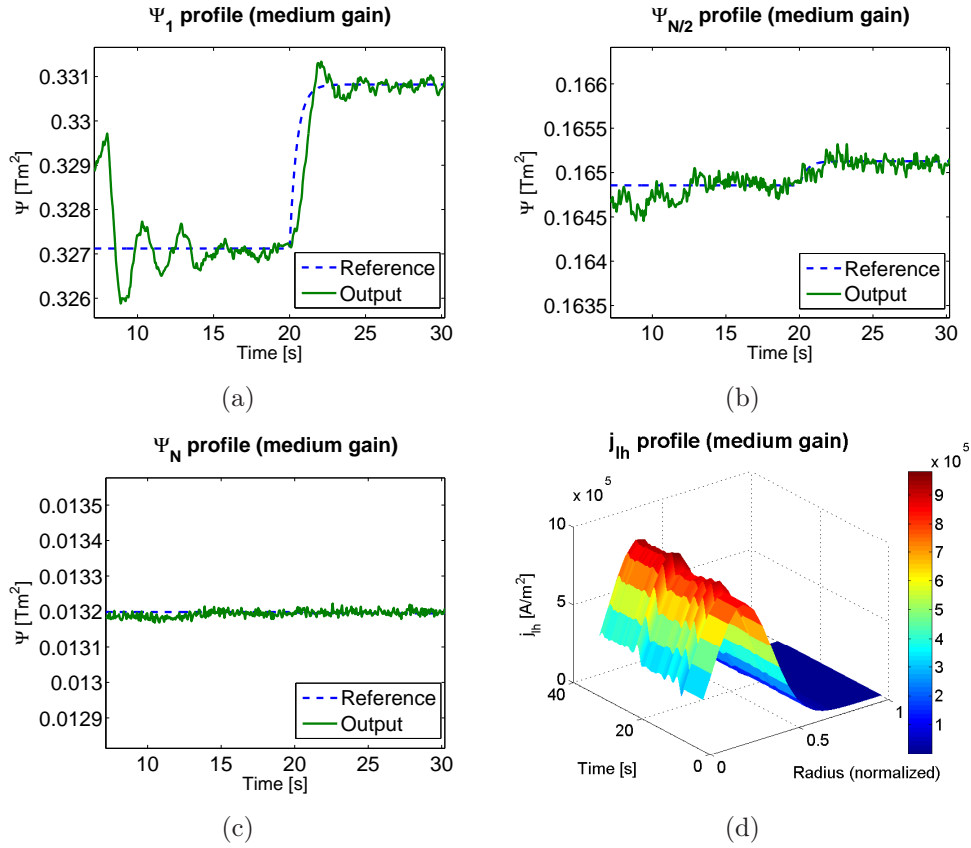 Ψ1 profile (medium gain)
Ψ [Tm2]
0.331
0.33
0.329
0.328
0.327
0.326
10 15 20 25 30
Time [s]
Reference
Output
(a)
ΨN/2 profile (medium gain)
Ψ [Tm2]
0.166
0.1655
0.165
0.1645
0.164
0.1635
10 15 20 25 30
Time [s]
Reference
Output
(b)
ΨN profile (medium gain)
Ψ [Tm2]
0.0135
0.0134
0.0133
0.0132
0.0131
0.013
0.0129
10 15 20 25 30
Time [s]
Reference
Output
(c)
jlh profile (medium gain)
x 10 5
jlh [A/m2]
10
5
0
40
20
0
Time [s]
0
0.5
1
Radius (normalized)
x 10 5
9
8
7
6
5
4
3
2
1
(d)